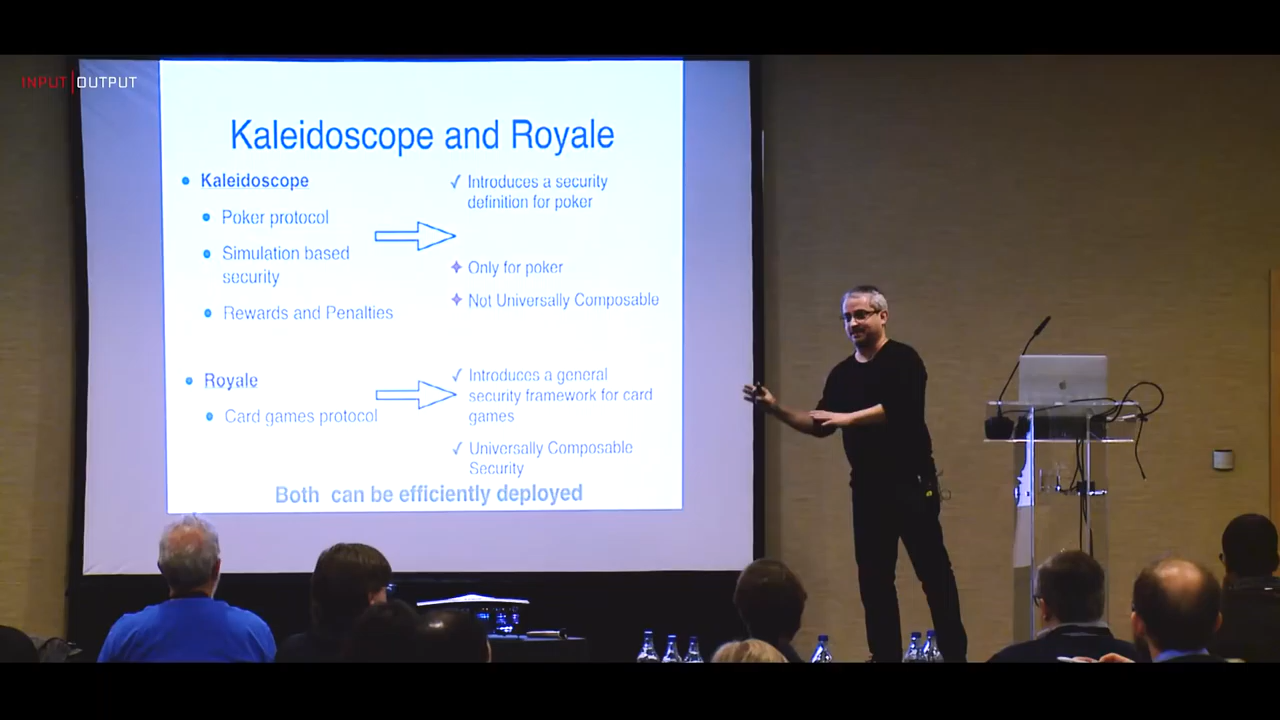 INPUT|OUTPUT
Kaleidoscope and Royale
Kaleidoscope
Poker protocol
Simulation based
security
Rewards and Penalties
✓ Introduces a security
definition for poker
✧ Only for poker
✧ Not Universally Composable
Royale
Card games protocol
✓ Introduces a general
security framework for card
games
✓ Universally Composable
Security
Both can be efficiently deployed